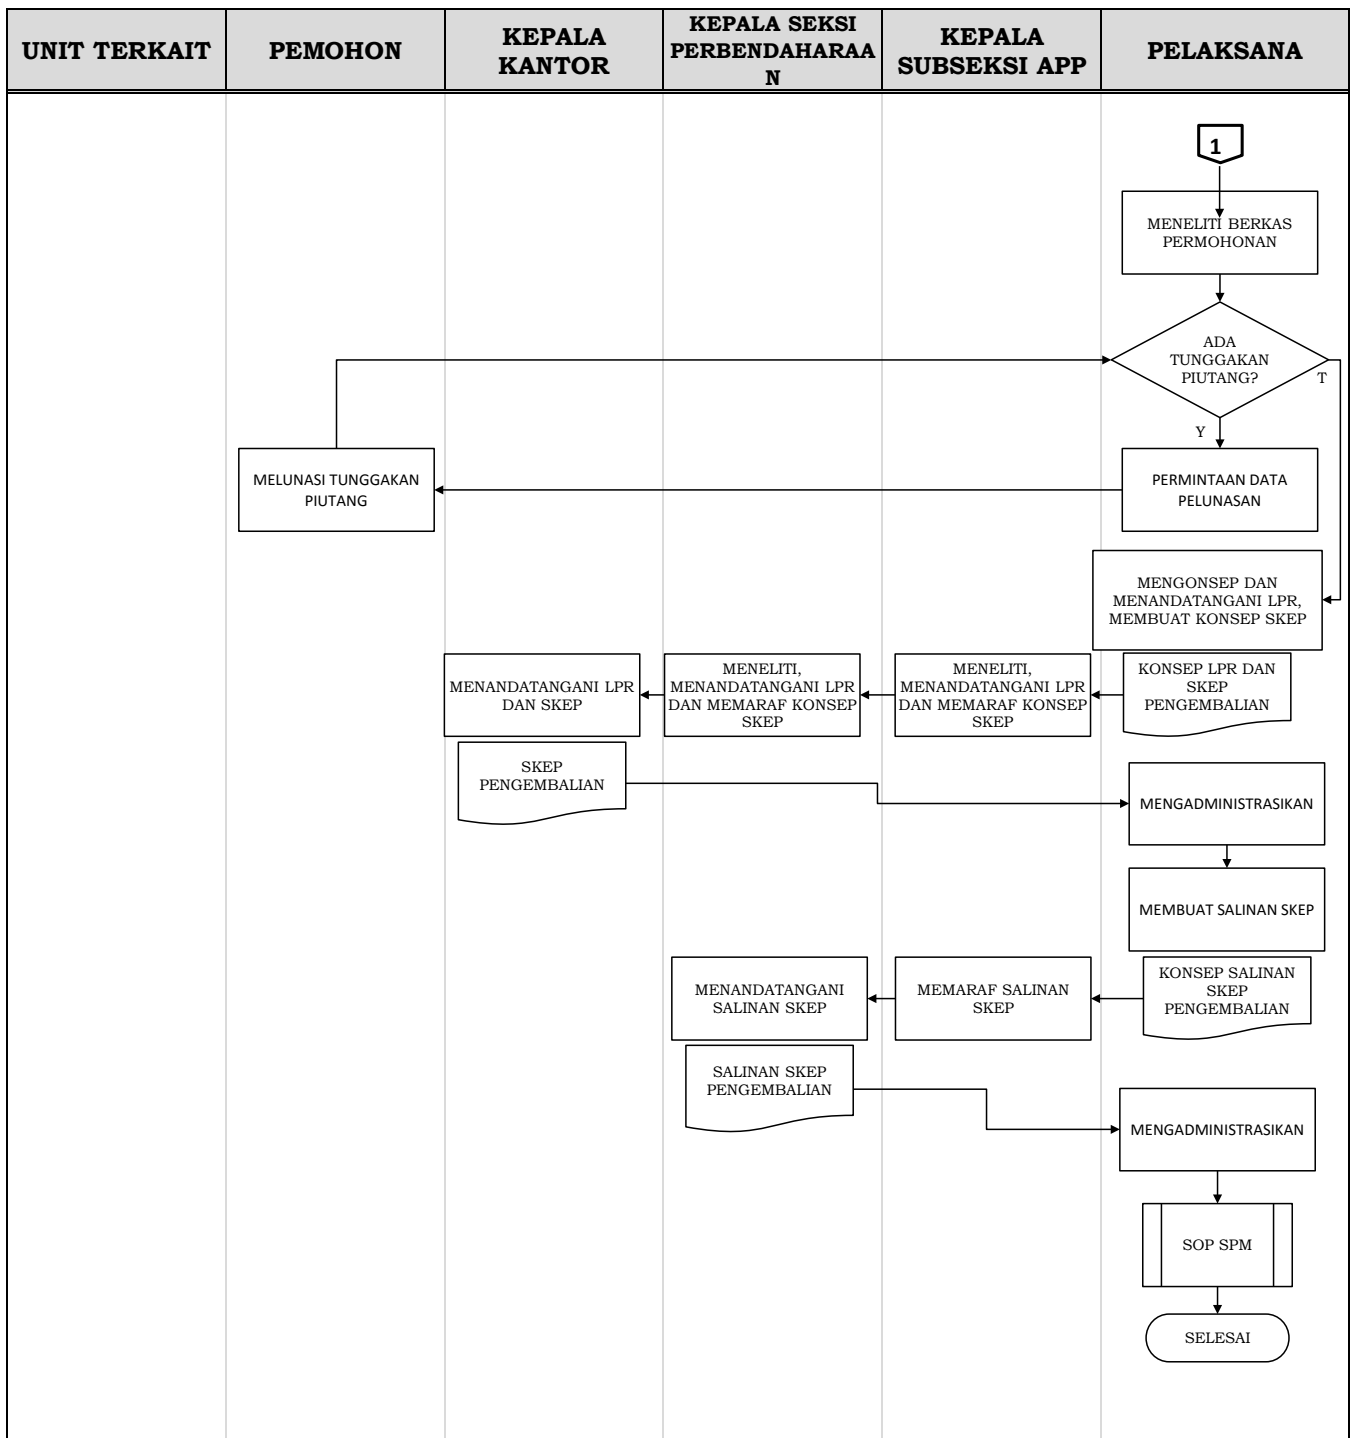 UNIT TERKAIT
PEMOHON
KEPALA
KANTOR
KEPALA SEKSI
PERBENDAHARAA
N
KEPALA
SUBSEKSI APP
PELAKSANA
1
MENELITI BERKAS
PERMOHONAN
ADA
TUNGGAKAN
PIUTANG?
T
Y
MELUNASI TUNGGAKAN
PIUTANG
PERMINTAAN DATA
PELUNASAN
MENGONSEP DAN
MENANDATANGANI LPR,
MEMBUAT KONSEP SKEP
MENANDATANGANI LPR
DAN SKEP
MENELITI,
MENANDATANGANI LPR
DAN MEMARAF KONSEP
SKEP
MENELITI,
MENANDATANGANI LPR
DAN MEMARAF KONSEP
SKEP
KONSEP LPR DAN
SKEP
PENGEMBALIAN
SKEP
PENGEMBALIAN
MENGADMINISTRASIKAN
MEMBUAT SALINAN SKEP
MENANDATANGANI
SALINAN SKEP
MEMARAF SALINAN
SKEP
KONSEP SALINAN
SKEP
PENGEMBALIAN
SALINAN SKEP
PENGEMBALIAN
MENGADMINISTRASIKAN
SOP SPM
SELESAI